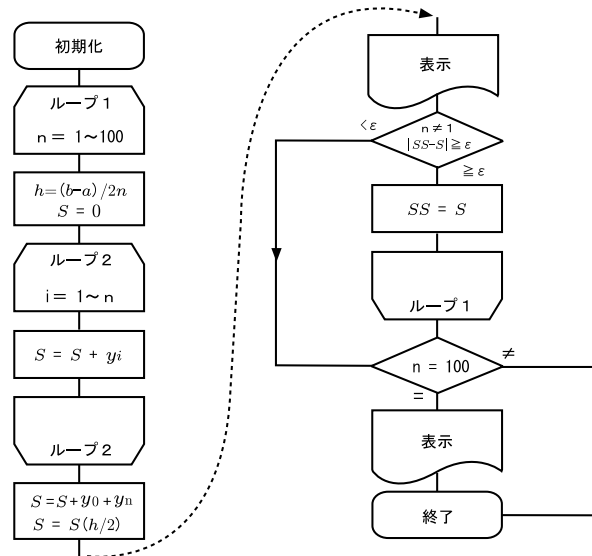 初期化
ループ1
n = 1~100
h=(b-a)/2n
S = 0
ループ2
i= 1~n
S = S + yi
ループ2
S=S+y0+yn
S = S(h/2)
表示
<ε
n≠1
|SS-S|≧ε
≧ε
SS = S
ループ1
n = 100
≠
=
表示
終了